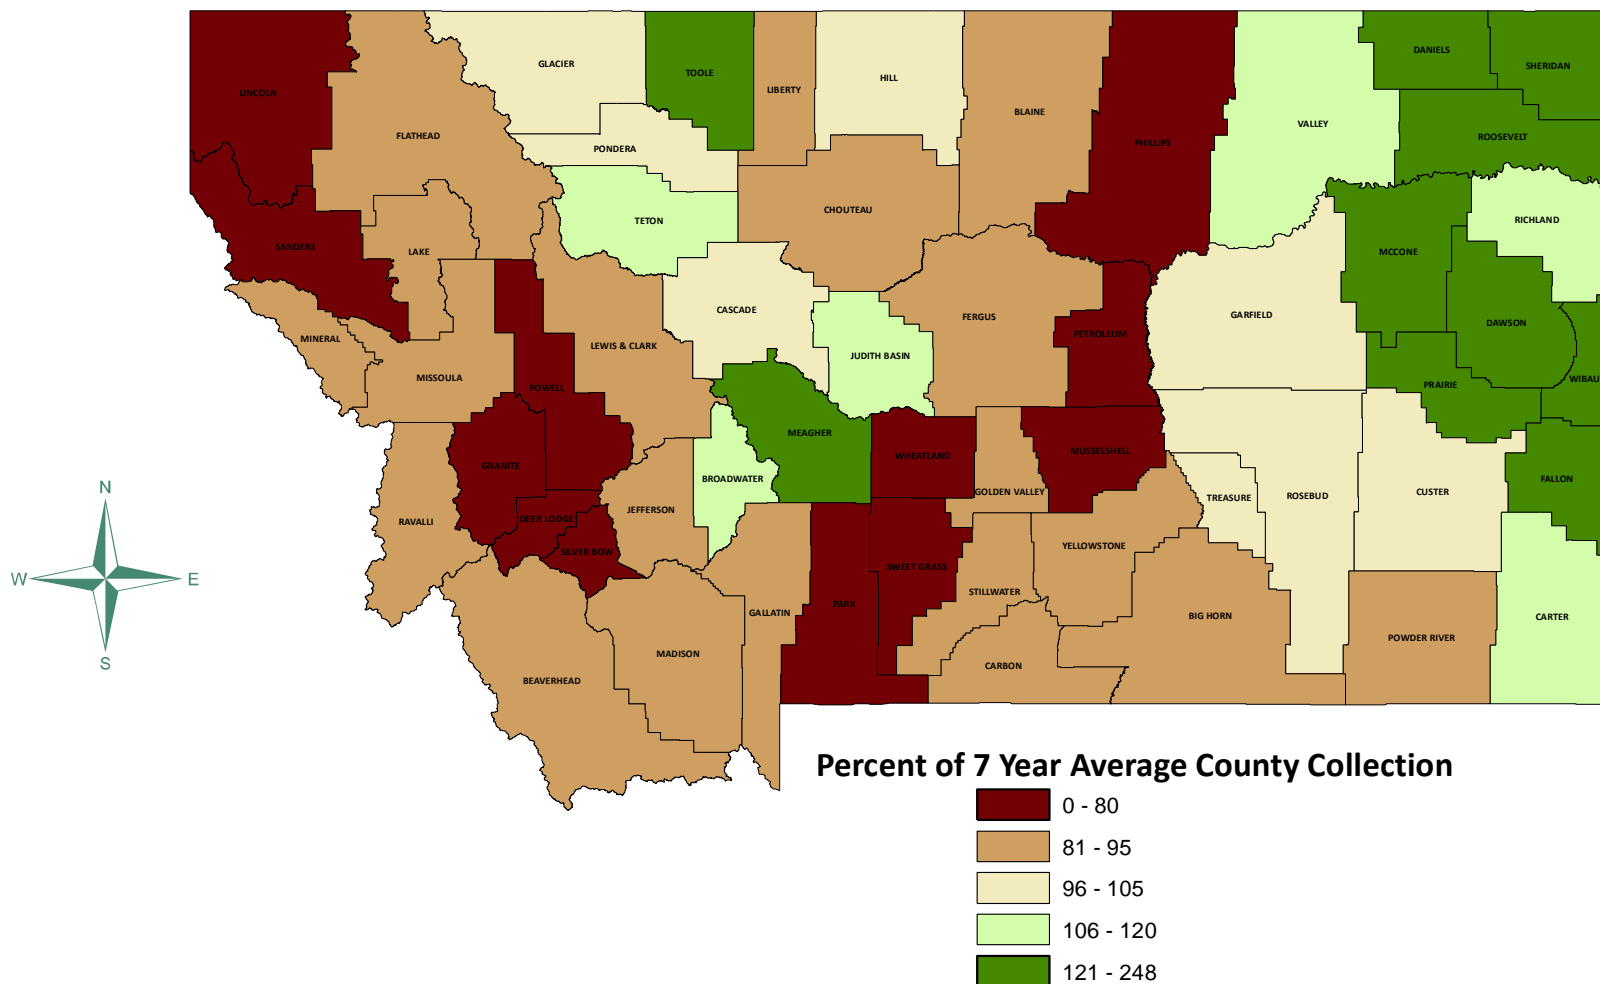 GLACIER
TOOLE
LIBERTY
HILL
DANIELS
SHERIDAN
LINCOLN
FLATHEAD
BLAINE
PHILLIPS
VALLEY
ROOSEVELT
PONDERA
TETON
CHOUTEAU
RICHLAND
SANDERS
LAKE
MCCONE
CASCADE
FERGUS
GARFIELD
DAWSON
MINERAL
LEWIS & CLARK
JUDITH BASIN
PETROLEUM
MISSOULA
POWELL
PRAIRIE
WIBAU
MEAGHER
GRANITE
WHEATLAND
MUSSELSHELL
BROADWATER
GOLDEN VALLEY
TREASURE
ROSEBUD
CUSTER
FALLON
N
RAVALLI
DEER LODGE
JEFFERSON
SILVER BOW
YELLOWSTONE
W
E
SWEET GRASS
STILLWATER
PARK
GALLATIN
BIG HORN
CARTER
POWDER RIVER
S
MADISON
CARBON
BEAVERHEAD
Percent of 7 Year Average County Collection
0 - 80
81 - 95
96 - 105
106 - 120
121 - 248